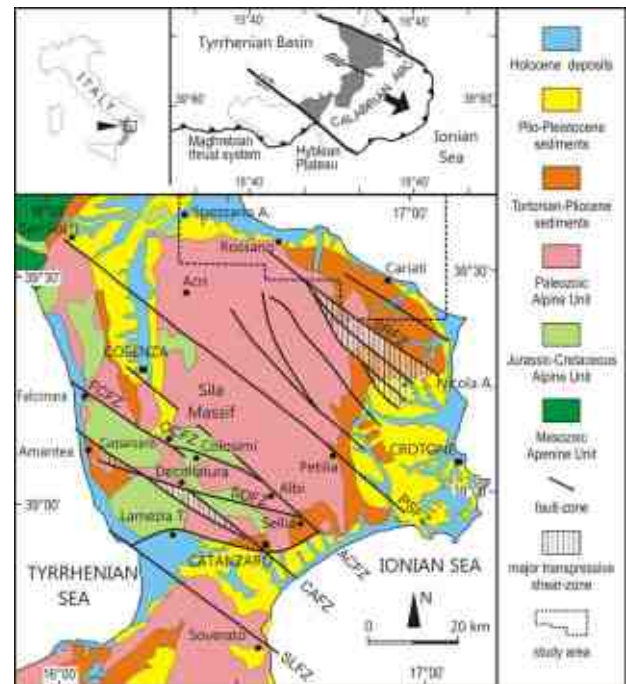 15°40'
16°40'
Tyrrhenian Basin
ITALY
CALABRIAN ARC
Maghrebian
thrust system
Hyblean
Plateau
Ionian
Sea
16°40'
17°00'
Rossano
Cariati
39°30'
Acri
COSENZA
Sila
Massif
Nicola A.
Falconara
FCFZ
Amantea
Colosimi
Decollatura
CROTONE
Petilia
Albi
39°00'
Sellia
Lamezia T.
CATANZARO
ACFZ
IONIAN SEA
TYRRHENIAN
SEA
CAFZ
N
0 20 km
Soverato
SLFZ
16°00'
17°00'
Holocene deposits
Plio-Pleistocene
sediments
Tortonian-Pliocene
sediments
Paleozoic
Alpine Unit
Jurassic-Cretaceous
Alpine Unit
Mesozoic
Apenine Unit
fault-zone
major transpressive
shear-zone
study area